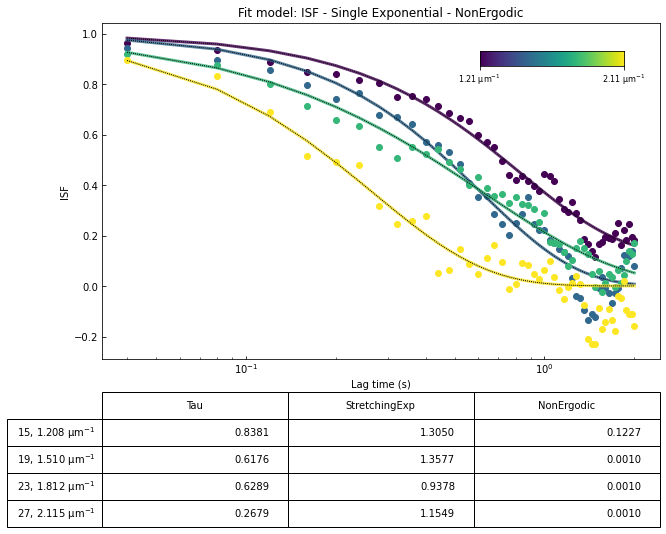 Fit model: ISF - Single Exponential - NonErgodic
1.0
0.8
0.6
0.4
0.2
0.0
−0.2
ISF
1.21 μm⁻¹ 2.11 μm⁻¹
10⁻¹ 10⁰
Lag time (s)
Tau StretchingExp NonErgodic
15, 1.208 μm⁻¹ 0.8381 1.3050 0.1227
19, 1.510 μm⁻¹ 0.6176 1.3577 0.0010
23, 1.812 μm⁻¹ 0.6289 0.9378 0.0010
27, 2.115 μm⁻¹ 0.2679 1.1549 0.0010